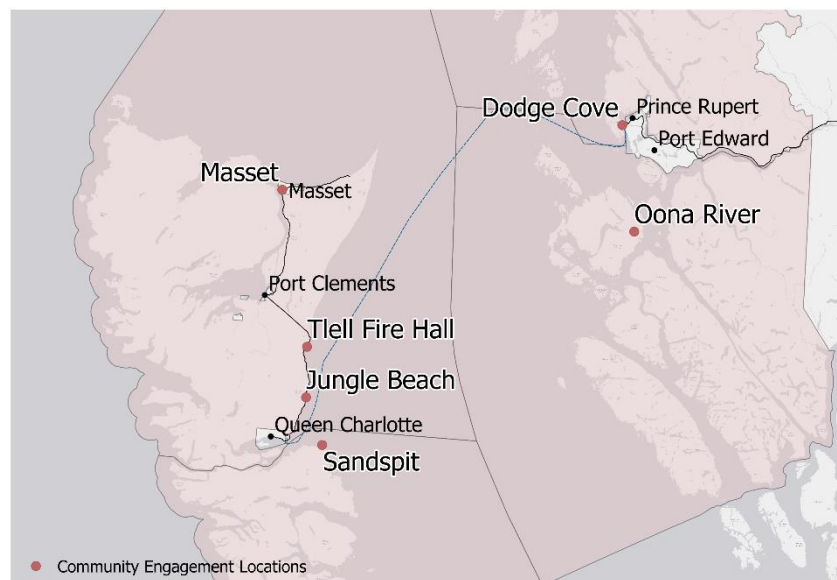 Dodge Cove
Prince Rupert
Port Edward
Masset
Masset
Oona River
Port Clements
Tlell Fire Hall
Jungle Beach
Queen Charlotte
Sandspit
Community Engagement Locations